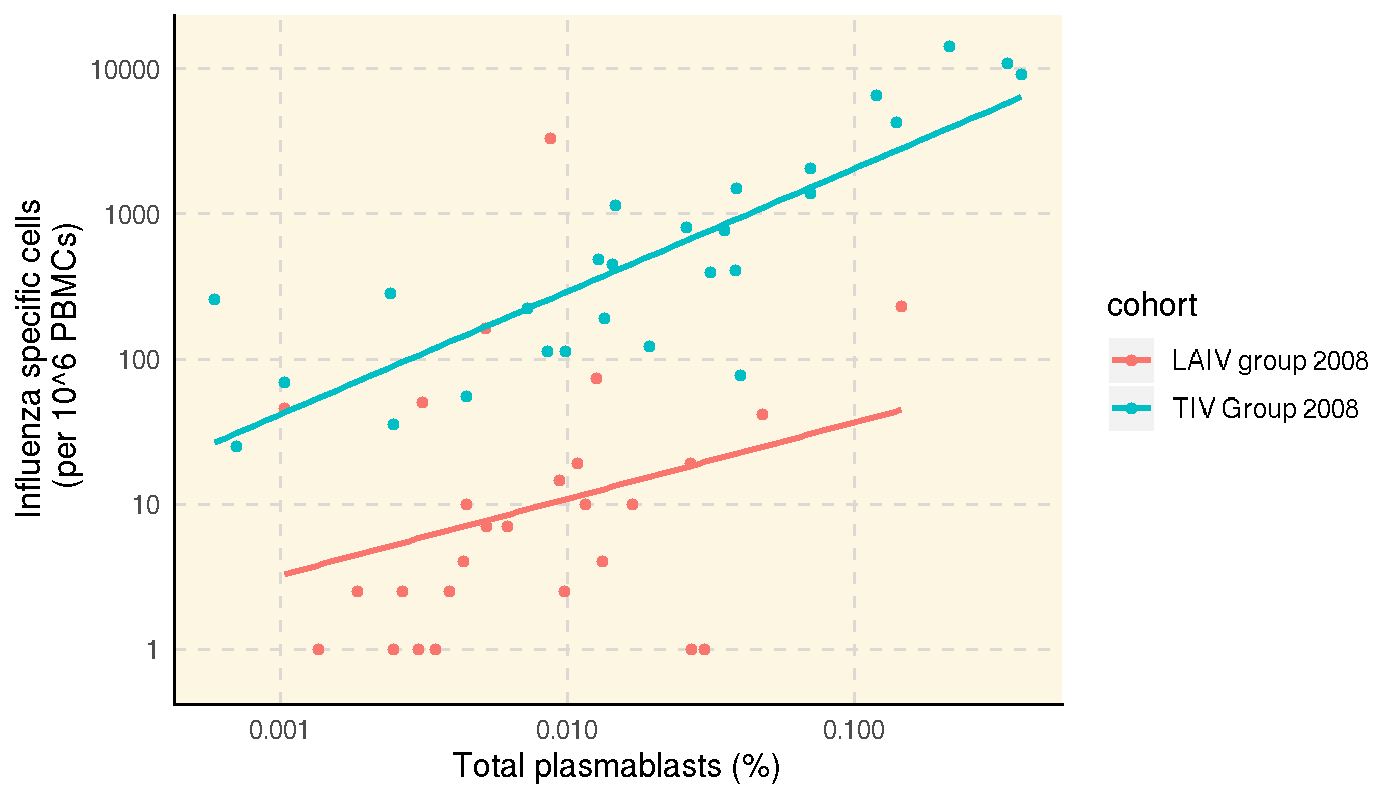 10000
1000
100
10
1
Influenza specific cells
(per 10^6 PBMCs)
0.001
0.010
0.100
Total plasmablasts (%)
cohort
LAIV group 2008
TIV Group 2008